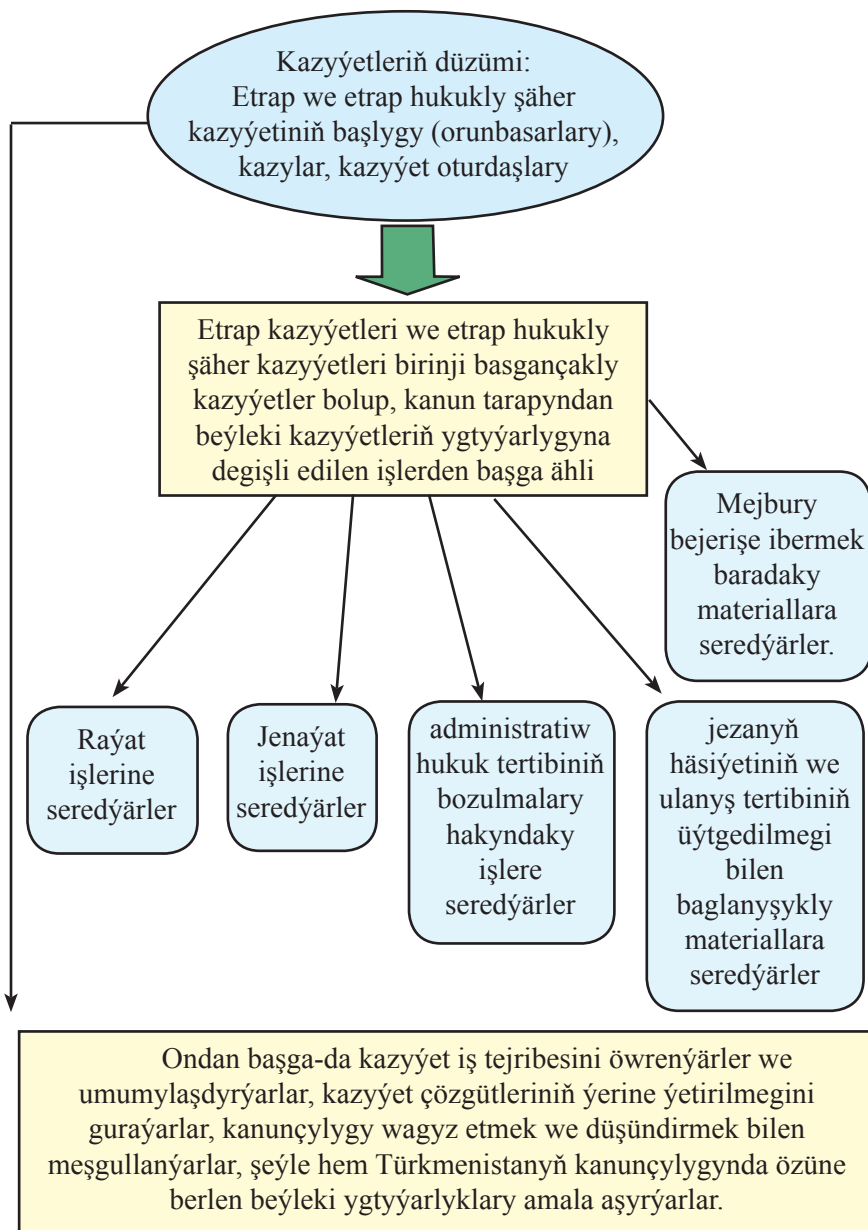 Kazyýetleriň düzümi:
Etrap we etrap hukukly şäher
kazyýetiniň başlygy (orunbasarlary),
kazylar, kazyýet oturdaşlary
Etrap kazyýetleri we etrap hukukly
şäher kazyýetleri birinji basgançakly
kazyýetler bolup, kanun tarapyndan
beýleki kazyýetleriň ygtyýarlygyna
degişli edilen işlerden başga ähli
Mejbury
bejerişe ibermek
baradaky
materiallara
seredýärler.
Raýat
işlerine
seredýärler
Jenaýat
işlerine
seredýärler
administratiw
hukuk tertibiniň
bozulmalary
hakyndaky
işlere
seredýärler
jezanyň
häsiýetiniň we
ulanyş tertibiniň
üýtgedilmegi
bilen
baglanyşykly
materiallara
seredýärler
Ondan başga-da kazyýet iş tejribesini öwrenýärler we
umumylaşdyrýarlar, kazyýet çözgütleriniň ýerine ýetirilmegini
guraýarlar, kanunçylygy wagyz etmek we düşündirmek bilen
meşgullanýarlar, şeýle hem Türkmenistanyň kanunçylygynda özüne
berlen beýleki ygtyýarlyklary amala aşyrýarlar.